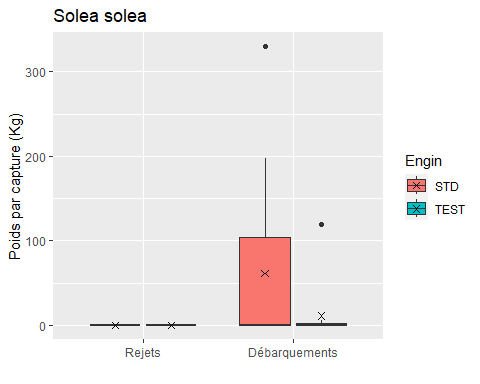 Solea solea
Poids par capture (Kg)
300
200
100
0
Rejets
Débarquements
Engin
STD
TEST